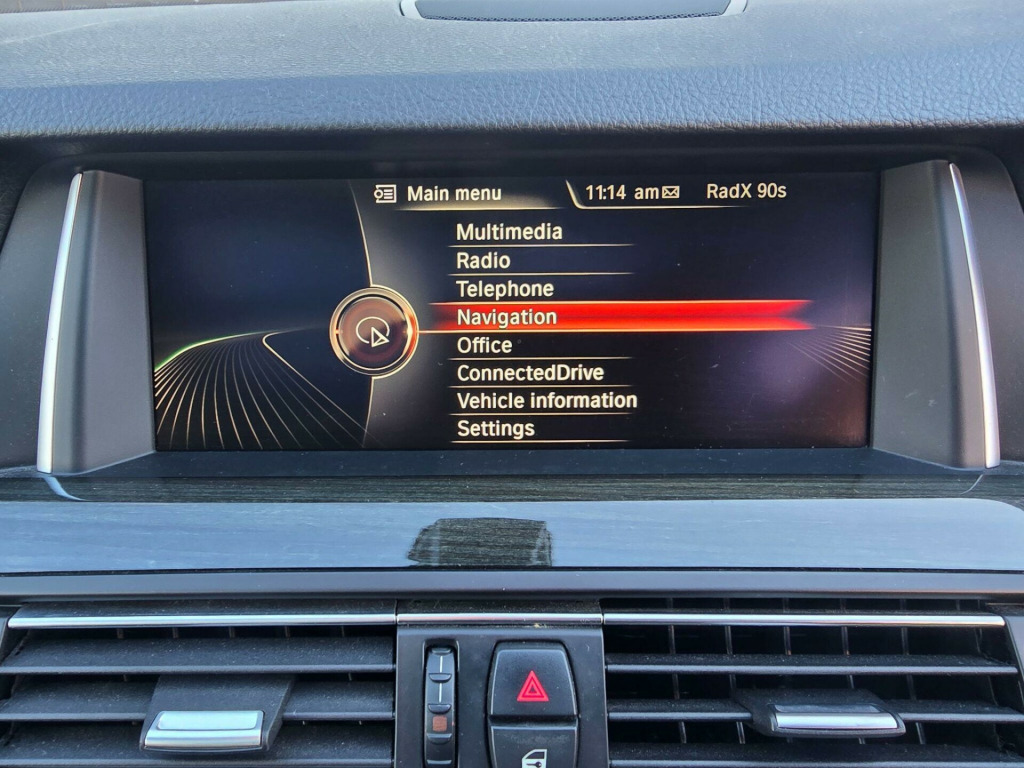 Main menu 11:14 am RadX 90s
Multimedia
Radio
Telephone
Navigation
Office
ConnectedDrive
Vehicle information
Settings